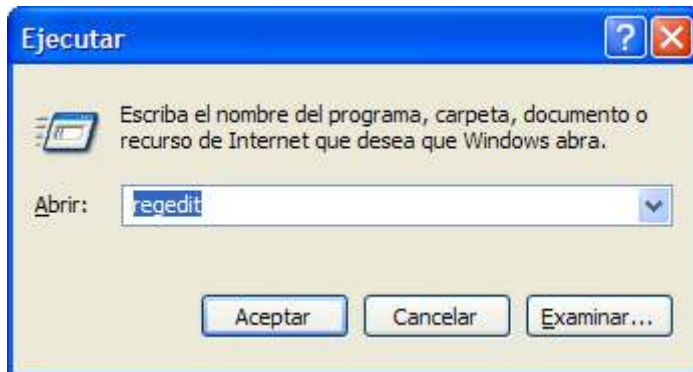 Ejecutar
Escriba el nombre del programa, carpeta, documento o
recurso de Internet que desea que Windows abra.
Abrir: regedit
Aceptar Cancelar Examinar...